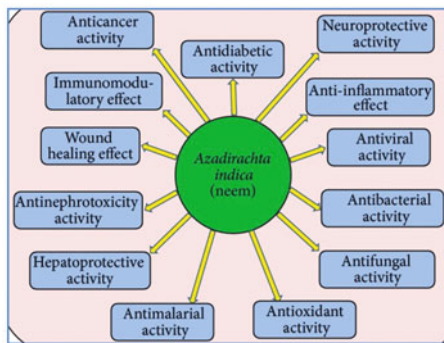 Anticancer
activity
Antidiabetic
activity
Neuroprotective
activity
Immunomodu-
latory effect
Anti-inflammatory
effect
Wound
healing effect
Azadirachta
indica
(neem)
Antiviral
activity
Antinephrotoxicity
activity
Antibacterial
activity
Hepatoprotective
activity
Antifungal
activity
Antimalarial
activity
Antioxidant
activity